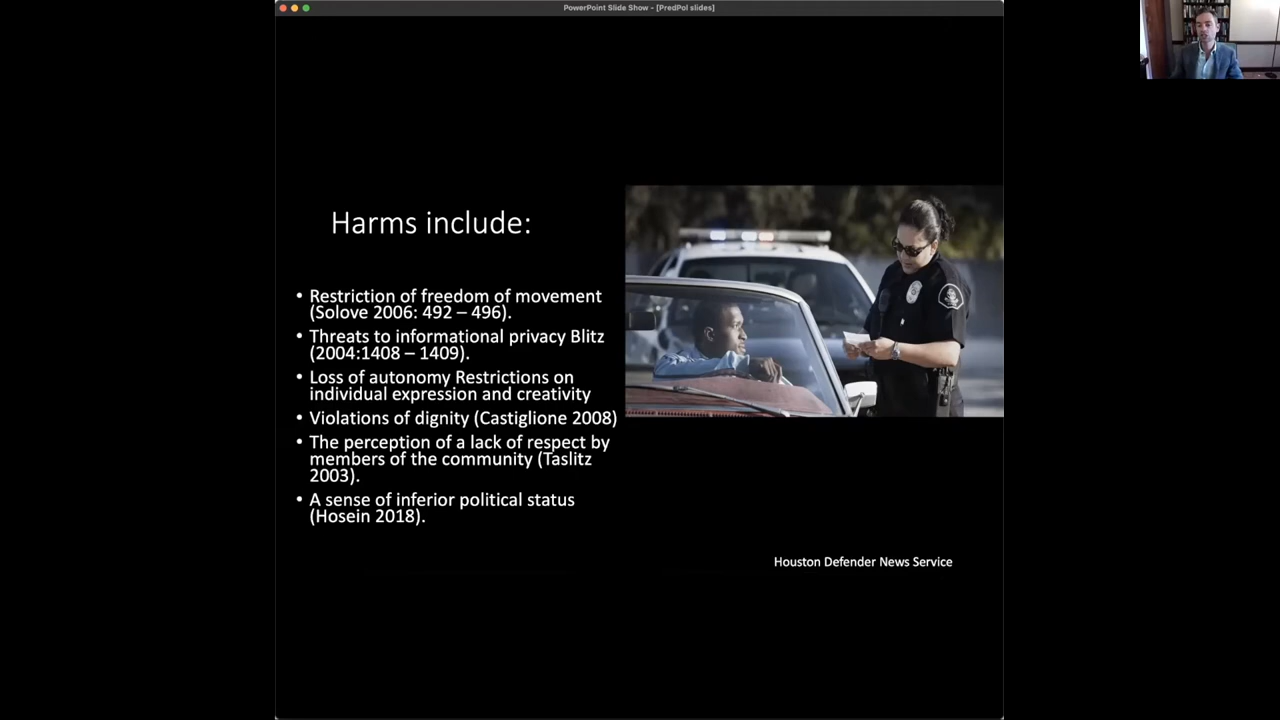 PowerPoint Slide Show - [PredPol slides]
Harms include:
• Restriction of freedom of movement
(Solove 2006: 492 – 496).
• Threats to informational privacy Blitz
(2004:1408 – 1409).
• Loss of autonomy Restrictions on
individual expression and creativity
• Violations of dignity (Castiglione 2008)
• The perception of a lack of respect by
members of the community (Taslitz
2003).
• A sense of inferior political status
(Hosein 2018).
Houston Defender News Service